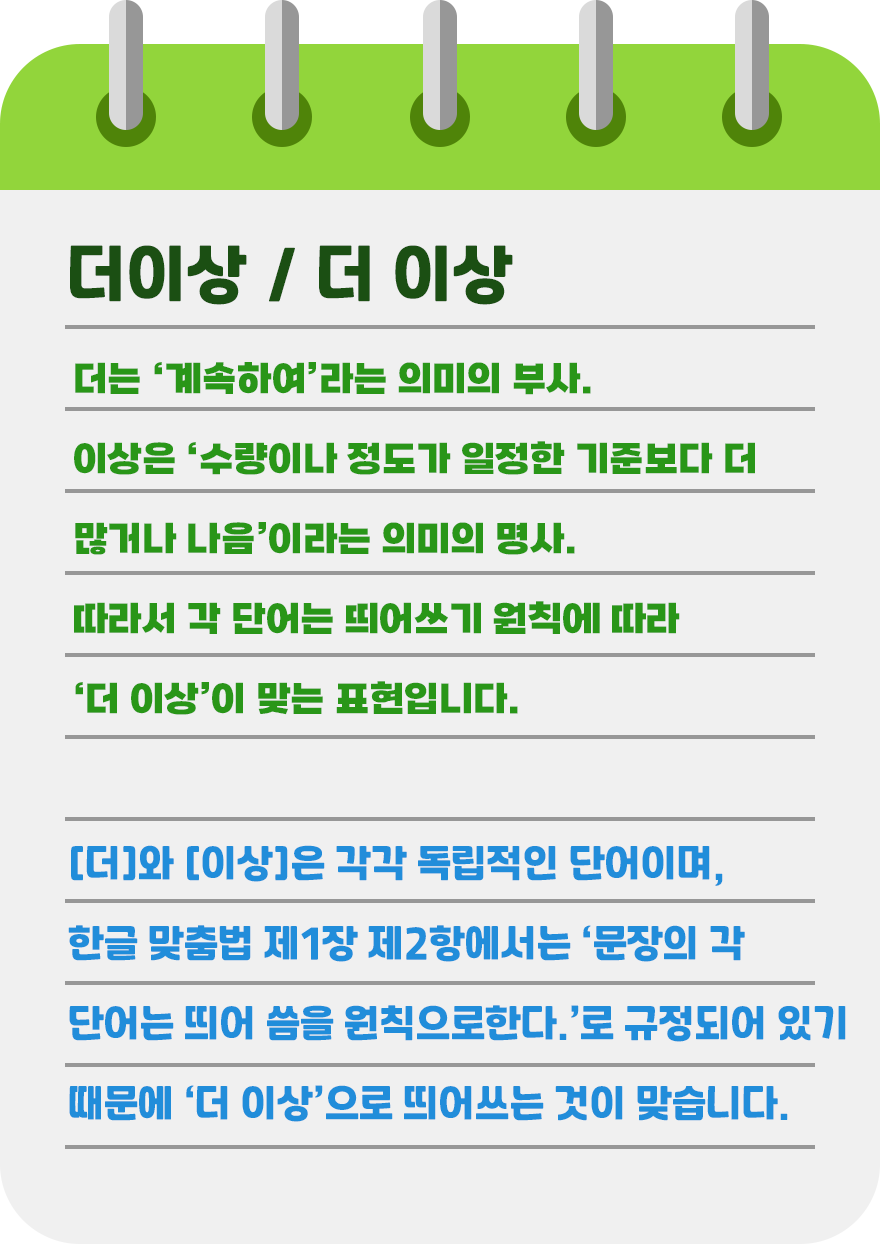 더이상 / 더 이상
더는 ‘계속하여’라는 의미의 부사.
이상은 ‘수량이나 정도가 일정한 기준보다 더
많거나 나음’이라는 의미의 명사.
따라서 각 단어는 띄어쓰기 원칙에 따라
‘더 이상’이 맞는 표현입니다.
[더]와 [이상]은 각각 독립적인 단어이며,
한글 맞춤법 제1장 제2항에서는 ‘문장의 각
단어는 띄어 씀을 원칙으로한다.’로 규정되어 있기
때문에 ‘더 이상’으로 띄어쓰는 것이 맞습니다.